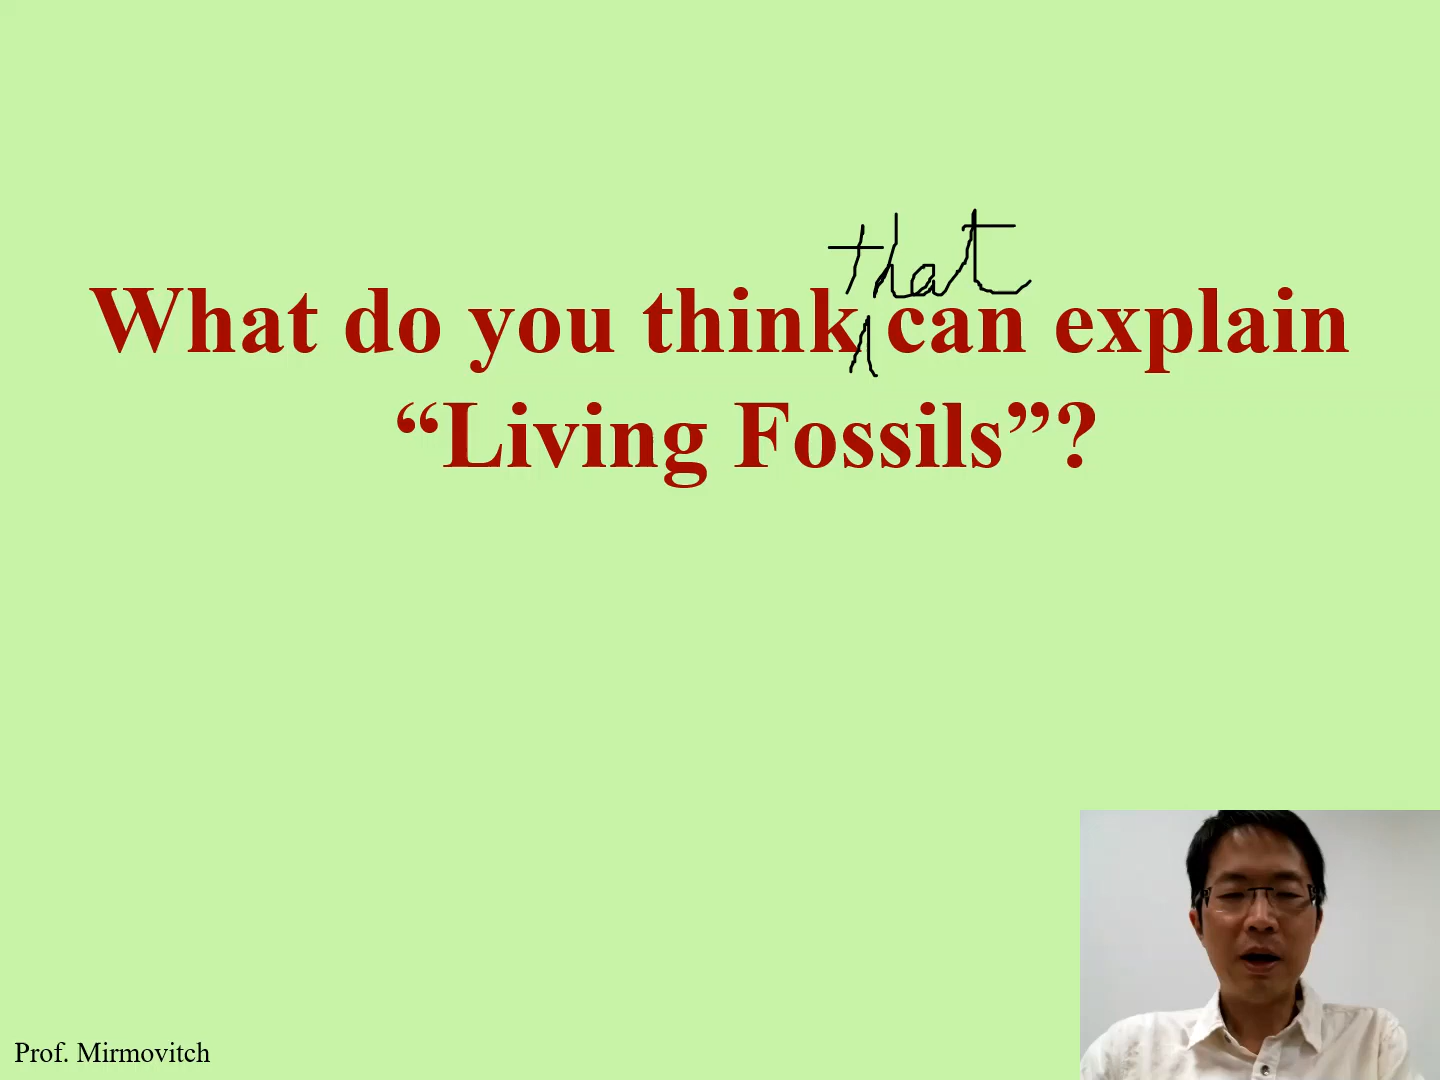 that
What do you think can explain
“Living Fossils”?
Prof. Mirmovitch